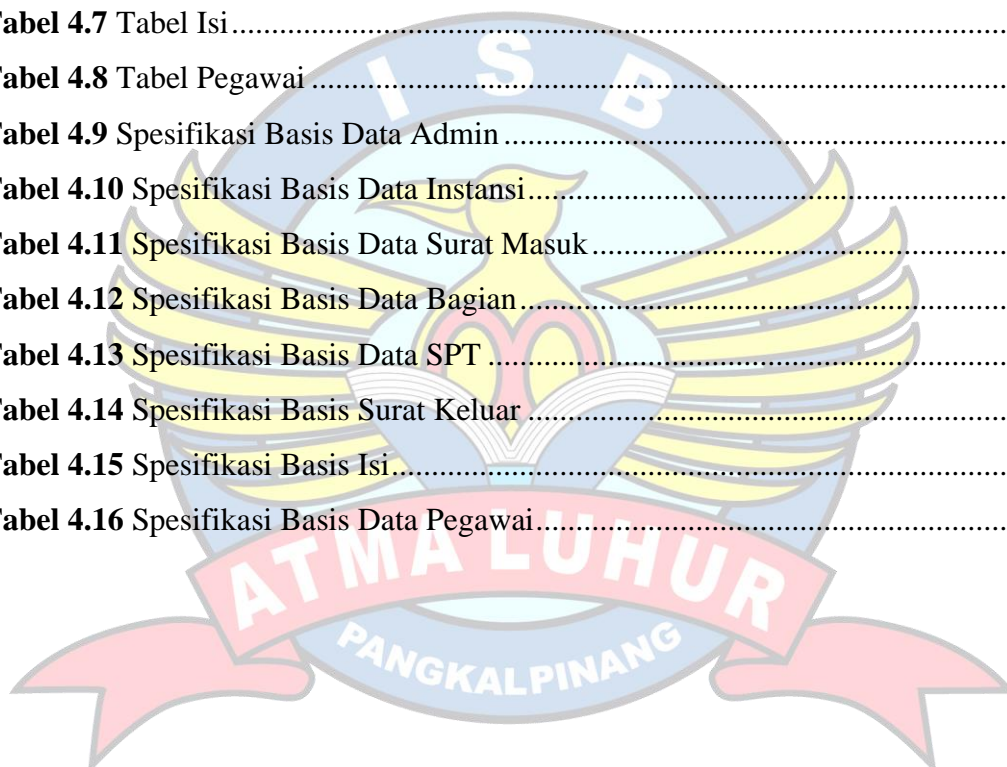 Tabel 4.7 Tabel Isi
Tabel 4.8 Tabel Pegawai
Tabel 4.9 Spesifikasi Basis Data Admin
Tabel 4.10 Spesifikasi Basis Data Instansi
Tabel 4.11 Spesifikasi Basis Data Surat Masuk
Tabel 4.12 Spesifikasi Basis Data Bagian
Tabel 4.13 Spesifikasi Basis Data SPT
Tabel 4.14 Spesifikasi Basis Surat Keluar
Tabel 4.15 Spesifikasi Basis Isi
Tabel 4.16 Spesifikasi Basis Data Pegawai
I S B
ATMA LUHUR
PANGKALPINANG